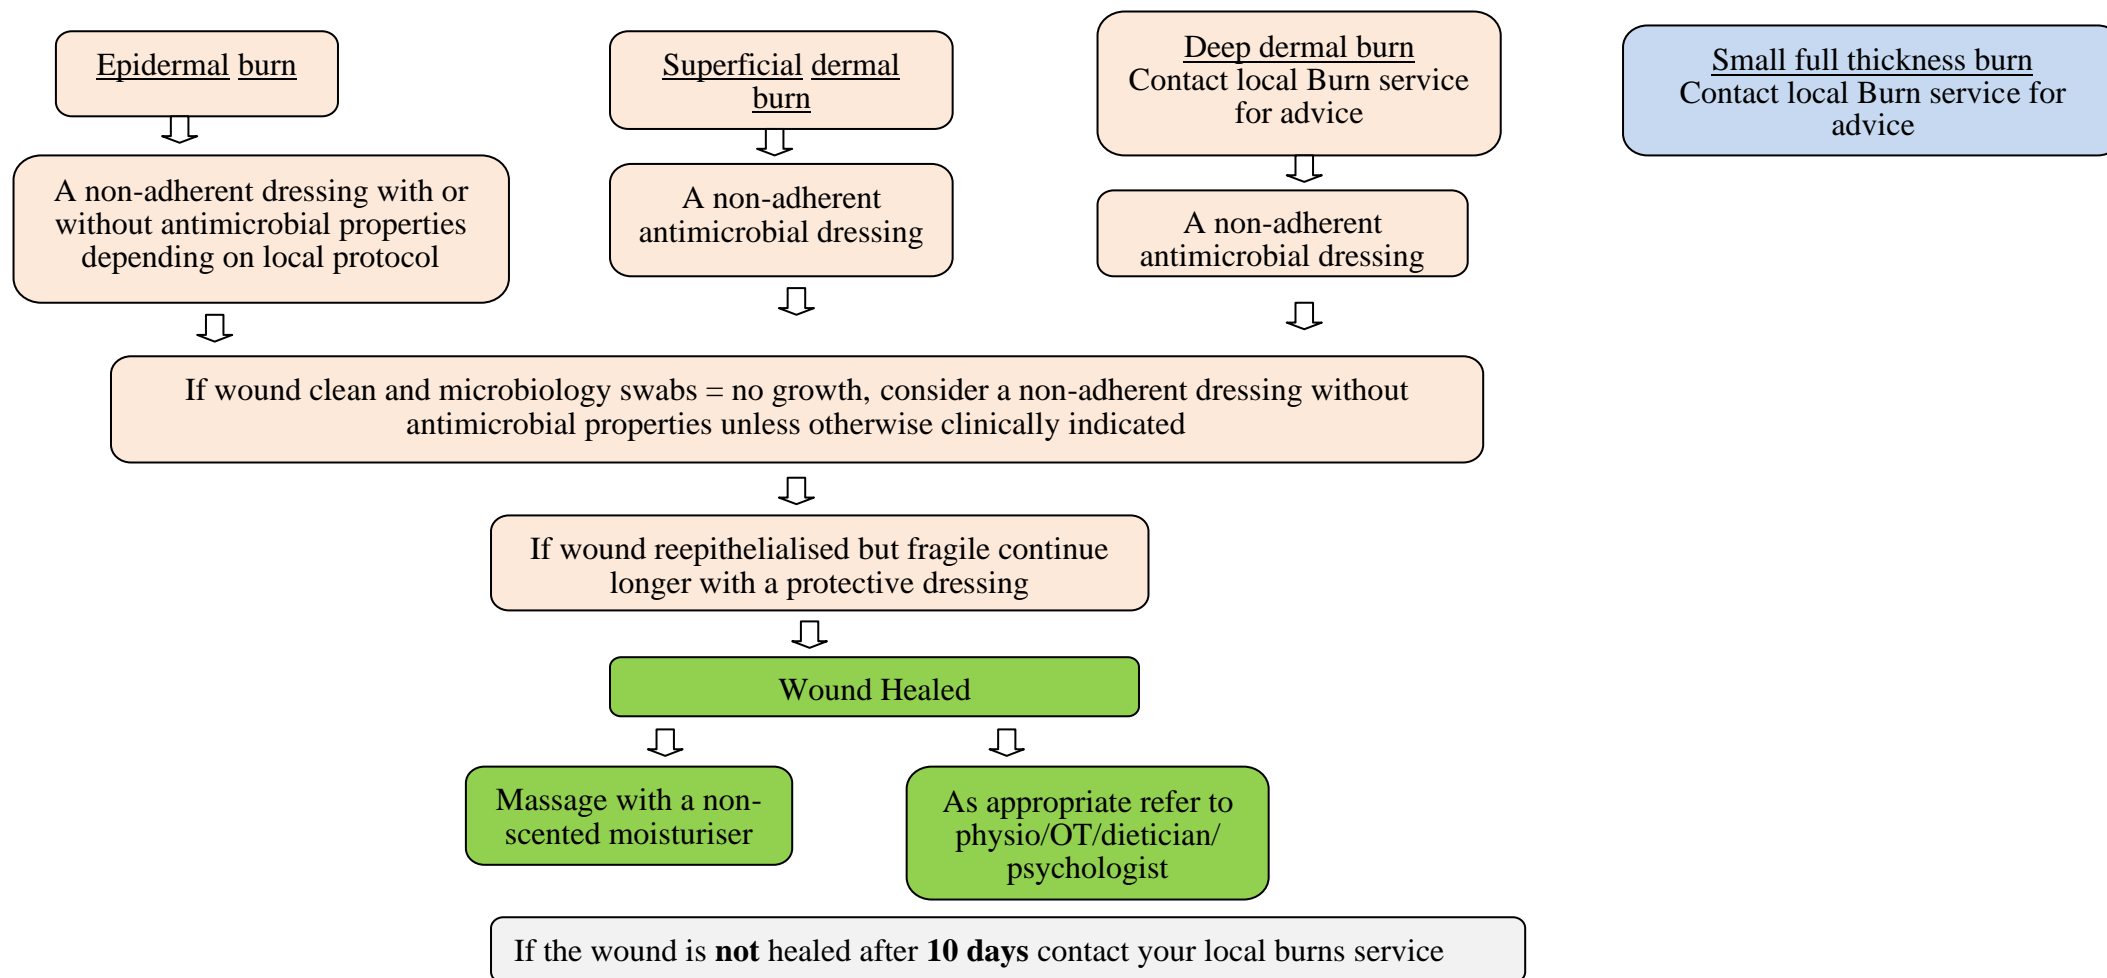 Epidermal burn
Superficial dermal
burn
Deep dermal burn
Contact local Burn service
for advice
Small full thickness burn
Contact local Burn service for
advice
A non-adherent dressing with or
without antimicrobial properties
depending on local protocol
A non-adherent
antimicrobial dressing
A non-adherent
antimicrobial dressing
If wound clean and microbiology swabs = no growth, consider a non-adherent dressing without
antimicrobial properties unless otherwise clinically indicated
If wound reepithelialised but fragile continue
longer with a protective dressing
Wound Healed
Massage with a non-
scented moisturiser
As appropriate refer to
physio/OT/dietician/
psychologist
If the wound is not healed after 10 days contact your local burns service